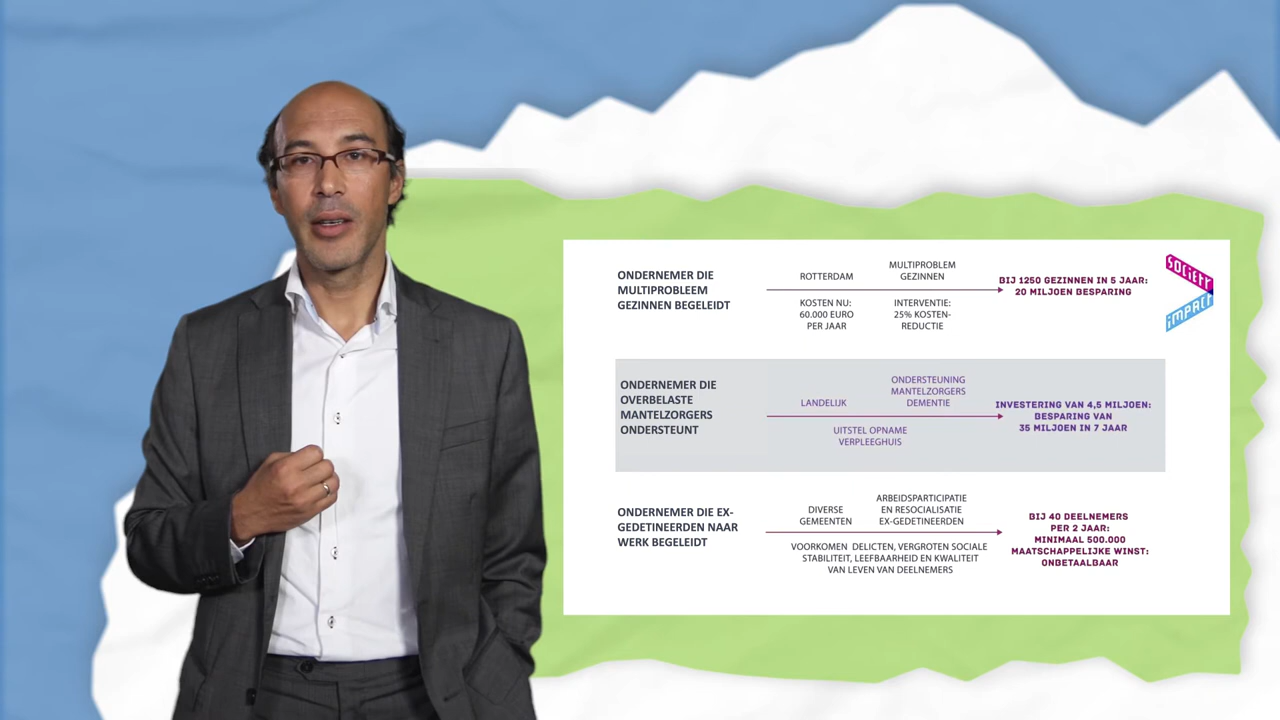 ONDERNEMER DIE
MULTIPROBLEEM
GEZINNEN BEGELEIDT
ROTTERDAM
MULTIPROBLEM
GEZINNEN
KOSTEN NU:
60.000 EURO
PER JAAR
INTERVENTIE:
25% KOSTEN-
REDUCTIE
BIJ 1250 GEZINNEN IN 5 JAAR:
20 MILJOEN BESPARING
SOCIETY
IMPACT
ONDERNEMER DIE
OVERBELASTE
MANTELZORGERS
ONDERSTEUNT
LANDELIJK
ONDERSTEUNING
MANTELZORGERS
DEMENTIE
UITSTEL OPNAME
VERPLEEGHUIS
INVESTERING VAN 4,5 MILJOEN:
BESPARING VAN
35 MILJOEN IN 7 JAAR
ONDERNEMER DIE EX-
GEDETINEERDEN NAAR
WERK BEGELEIDT
DIVERSE
GEMEENTEN
ARBEIDSPARTICIPATIE
EN RESOCIALISATIE
EX-GEDETINEERDEN
VOORKOMEN DELICTEN, VERGROTEN SOCIALE
STABILITEIT, LEEFBAARHEID EN KWALITEIT
VAN LEVEN VAN DEELNEMERS
BIJ 40 DEELNEMERS
PER 2 JAAR:
MINIMAAL 500.000
MAATSCHAPPELIJKE WINST:
ONBETAALBAAR